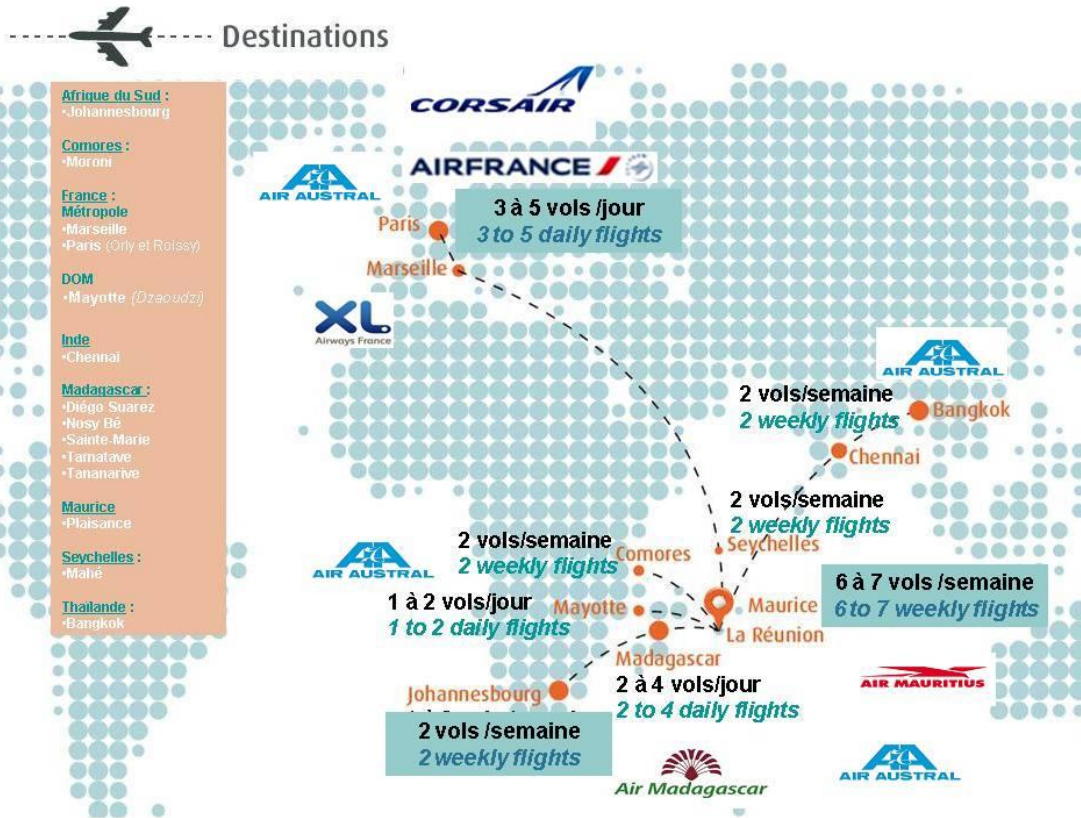 Destinations
Afrique du Sud :
•Johannesbourg
Comores :
•Moroni
France :
Métropole
•Marseille
•Paris (Orly et Roissy)
DOM
•Mayotte (Dzaoudzi)
Inde
•Chennai
Madagascar :
•Diégo Suarez
•Nosy Bé
•Sainte-Marie
•Tamatave
•Tananarive
Maurice
•Plaisance
Seychelles :
•Mahé
Thaïlande :
•Bangkok
CORSAIR
AIRFRANCE
AIR AUSTRAL
3 à 5 vols /jour
3 to 5 daily flights
Paris
Marseille
XL
Airways France
AIR AUSTRAL
2 vols/semaine
2 weekly flights
Bangkok
Chennai
2 vols/semaine
2 weekly flights
Seychelles
AIR AUSTRAL
2 vols/semaine
2 weekly flights
Comores
1 à 2 vols/jour
1 to 2 daily flights
Mayotte
Maurice
La Réunion
6 à 7 vols /semaine
6 to 7 weekly flights
Madagascar
2 à 4 vols/jour
2 to 4 daily flights
Johannesbourg
2 vols /semaine
2 weekly flights
AIR MAURITIUS
Air Madagascar
AIR AUSTRAL